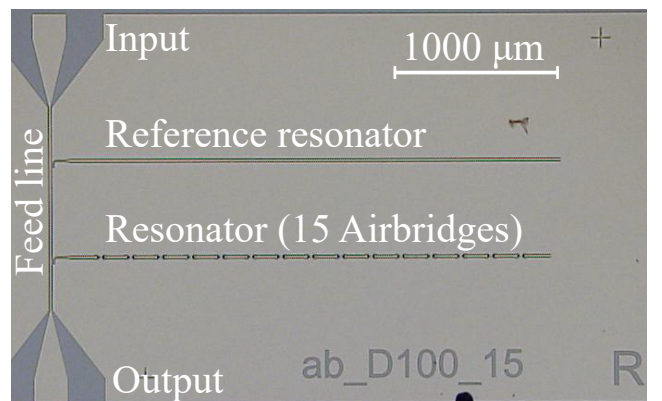 Input
1000 μm
Reference resonator
Feed line
Resonator (15 Airbridges)
ab_D100_15
R
Output